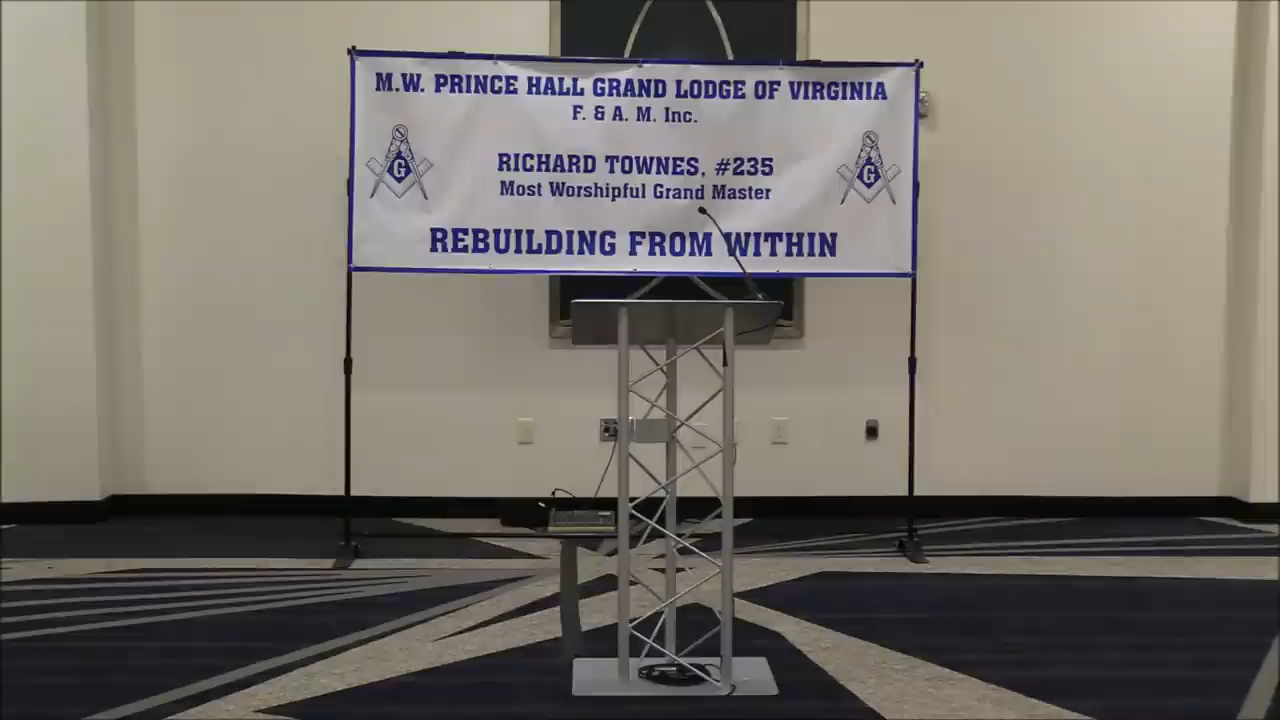 M.W. PRINCE HALL GRAND LODGE OF VIRGINIA
F. & A. M. Inc.
G
G
RICHARD TOWNES, #235
Most Worshipful Grand Master
REBUILDING FROM WITHIN